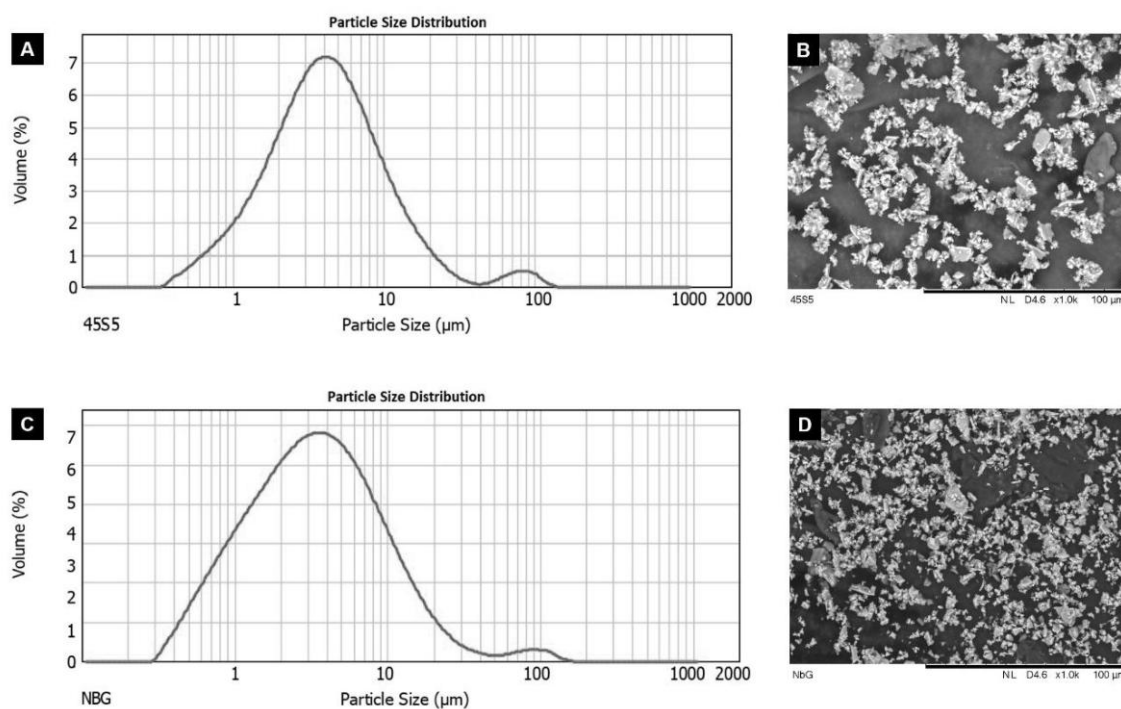 Particle Size Distribution
A
Volume (%)
7
6
5
4
3
2
1
0
1 10 100 1000 2000
45S5
Particle Size (µm)
B
45S5 NL D4.6 x1.0k 100 µm
Particle Size Distribution
C
Volume (%)
7
6
5
4
3
2
1
0
1 10 100 1000 2000
NBG
Particle Size (µm)
D
NbG NL D4.6 x1.0k 100 µm